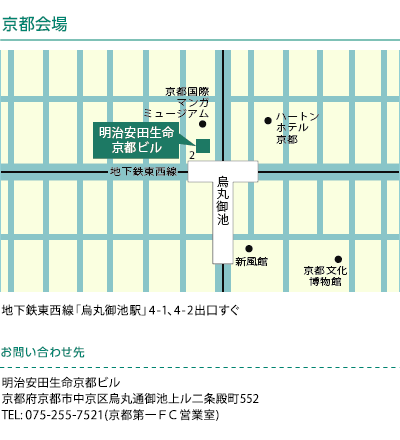 京都会場
京都国際
マンガ
ミュージアム
ハートン
ホテル
京都
明治安田生命
京都ビル
2
地下鉄東西線
烏丸御池
新風館
京都文化
博物館
地下鉄東西線「烏丸御池駅」4-1、4-2出口すぐ
お問い合わせ先
明治安田生命京都ビル
京都府京都市中京区烏丸通御池上ル二条殿町552
TEL: 075-255-7521(京都第一ＦＣ営業室)